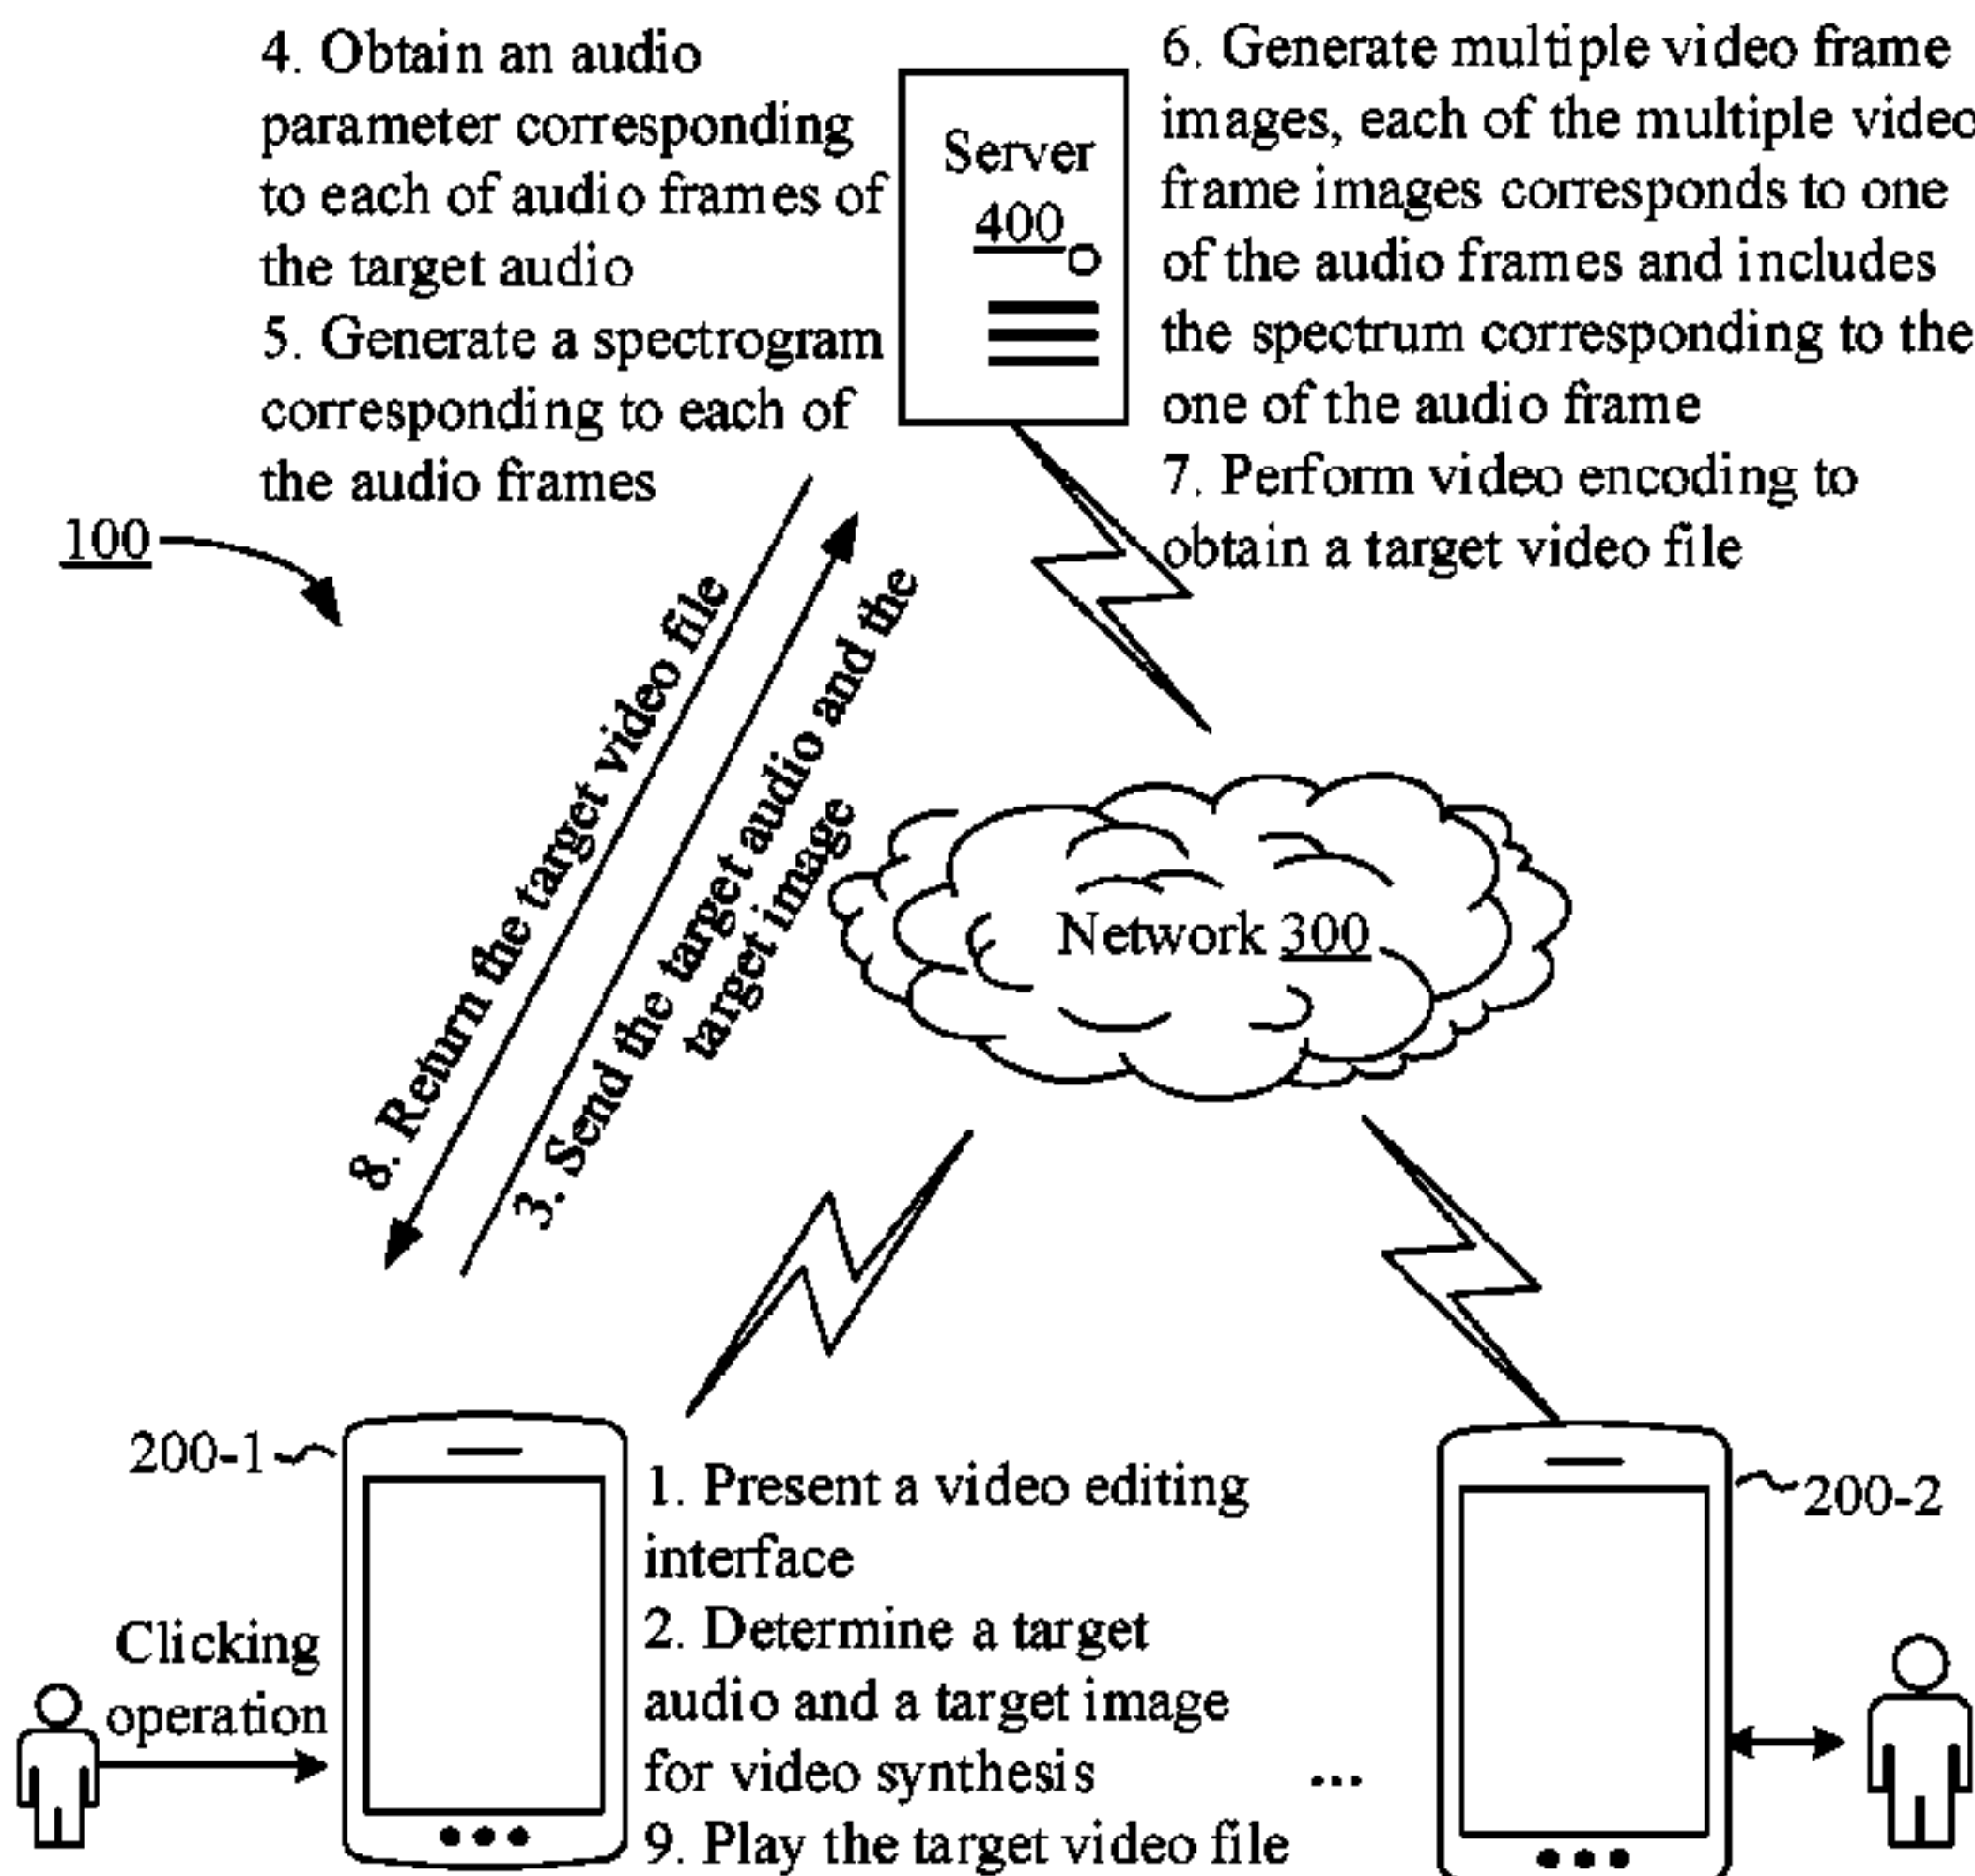 4. Obtain an audio
parameter corresponding
to each of audio frames of
the target audio
5. Generate a spectrogram
corresponding to each of
the audio frames
Server
400
6. Generate multiple video frame
images, each of the multiple video
frame images corresponds to one
of the audio frames and includes
the spectrum corresponding to the
one of the audio frame
7. Perform video encoding to
obtain a target video file
100
8. Return the target video file
3. Send the target audio and the
target image
Network 300
200-1
1. Present a video editing
interface
2. Determine a target
audio and a target image
for video synthesis
9. Play the target video file
Clicking
operation
...
200-2